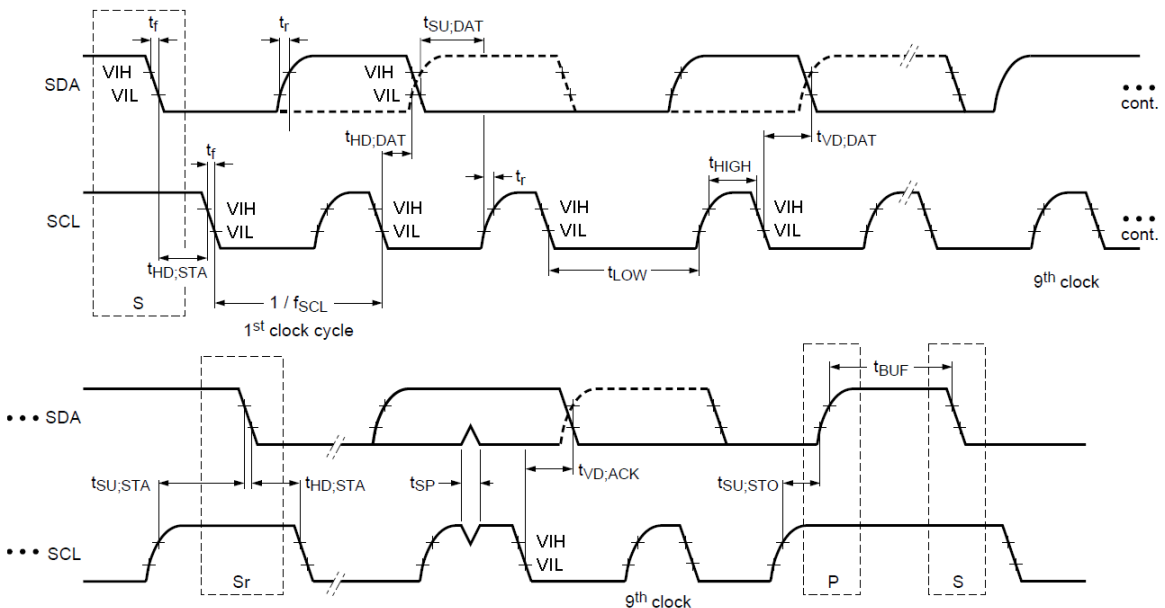 tf tr tSU;DAT
VIH VIH VIH
SDA
VIL VIL VIL
••• cont.
tHD;DAT tVD;DAT
tf tr tHIGH
VIH VIH VIH VIH
SCL
VIL VIL VIL VIL
••• cont.
tHD;STA tLOW
S 1 / fSCL 9th clock
1st clock cycle
tBUF
••• SDA
tSU;STA tHD;STA tSP tVD;ACK tSU;STO
••• SCL VIH
VIL
Sr P S
9th clock